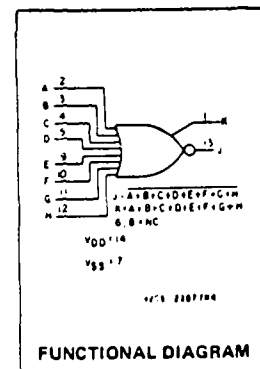 A 2
B 3
C 4
D 5
E 9
F 10
G 11
H 12
1 K
13 J
J=A+B+C+D+E+F+G+H
K=A+B+C+D+E+F+G+H
6, 8=NC
VDD=14
VSS=7
FUNCTIONAL DIAGRAM